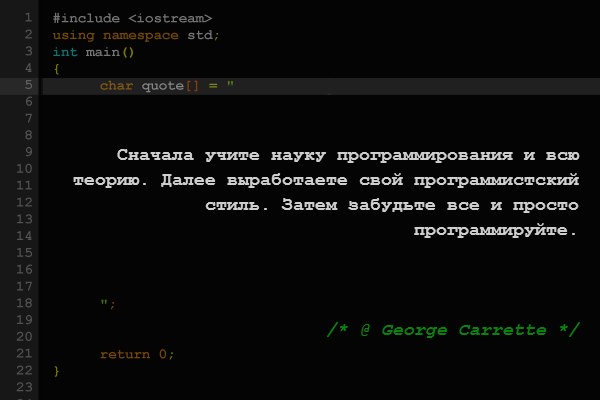 1 #include <iostream>
2 using namespace std;
3 int main()
4 {
5 char quote[] = "
6
7
8
9 Сначала учите науку программирования и всю
10
11 теорию. Далее выработаете свой программистский
12 стиль. Затем забудьте все и просто
13
14 программируйте.
15
16
17
18 ";
19
20 /* @ George Carrette */
21 return 0;
22 }
23